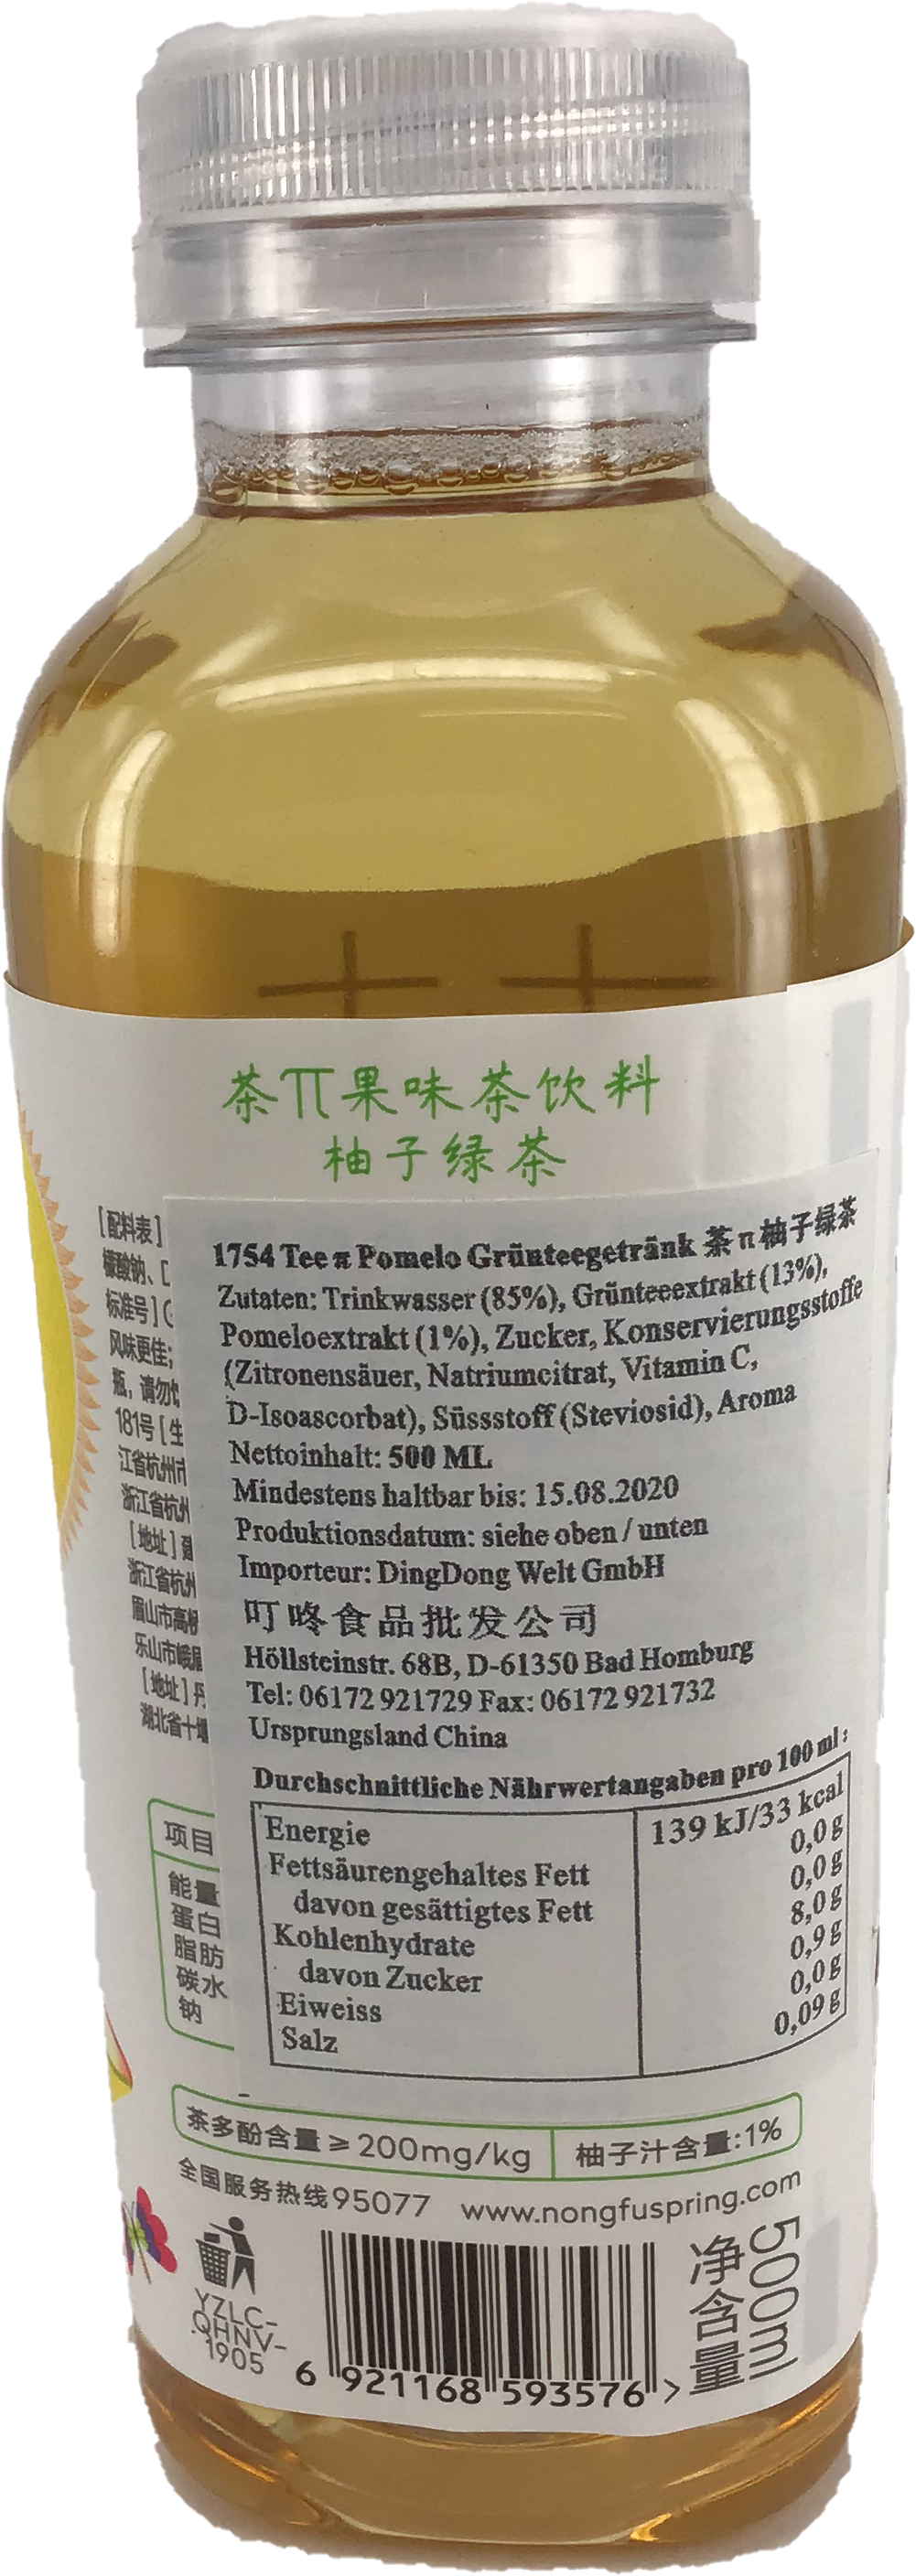 茶π果味茶饮料
柚子绿茶
[配料表]
标准号]
风味更佳;
瓶,请勿
181号[生
江省杭州市
浙江省杭州
[地址]
浙江省杭州
眉山市高
乐山市峨眉
[地址]丹
湖北省十堰
1754 Tee π Pomelo Grünteegetränk 茶π柚子绿茶
Zutaten: Trinkwasser (85%), Grünteeextrakt (13%),
Pomeloextrakt (1%), Zucker, Konservierungsstoffe
(Zitronensäuer, Natriumcitrat, Vitamin C,
D-Isoascorbat), Süssstoff (Steviosid), Aroma
Nettoinhalt: 500 ML
Mindestens haltbar bis: 15.08.2020
Produktionsdatum: siehe oben / unten
Importeur: DingDong Welt GmbH
叮咚食品批发公司
Höllsteinstr. 68B, D-61350 Bad Homburg
Tel: 06172 921729 Fax: 06172 921732
Ursprungsland China
Durchschnittliche Nährwertangaben pro 100 ml :
Energie 139 kJ/33 kcal
Fettsäurengehaltes Fett 0,0 g
davon gesättigtes Fett 0,0 g
Kohlenhydrate 8,0 g
davon Zucker 0,9 g
Eiweiss 0,0 g
Salz 0,09 g
项目
能量
蛋白
脂肪
碳水
钠
茶多酚含量≥200mg/kg 柚子汁含量:1%
全国服务热线95077 www.nongfuspring.com
YZLC-
QHNV-
1905
6 921168 593576 >
净含量
500ml